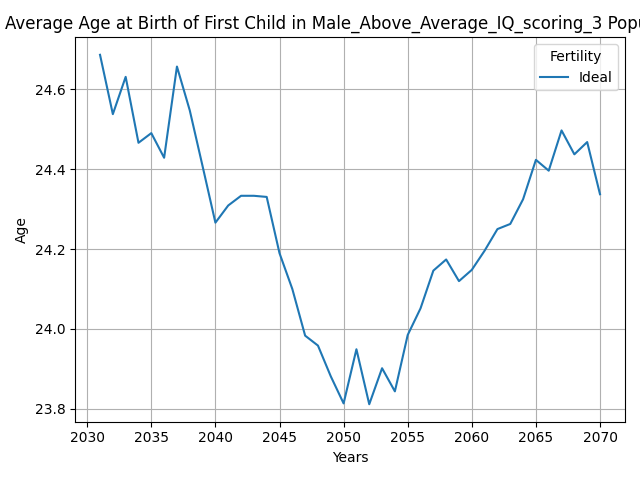 Average Age at Birth of First Child in Male_Above_Average_IQ_scoring_3 Popu
Fertility
Ideal
24.6
24.4
24.2
24.0
23.8
Age
2030 2035 2040 2045 2050 2055 2060 2065 2070
Years